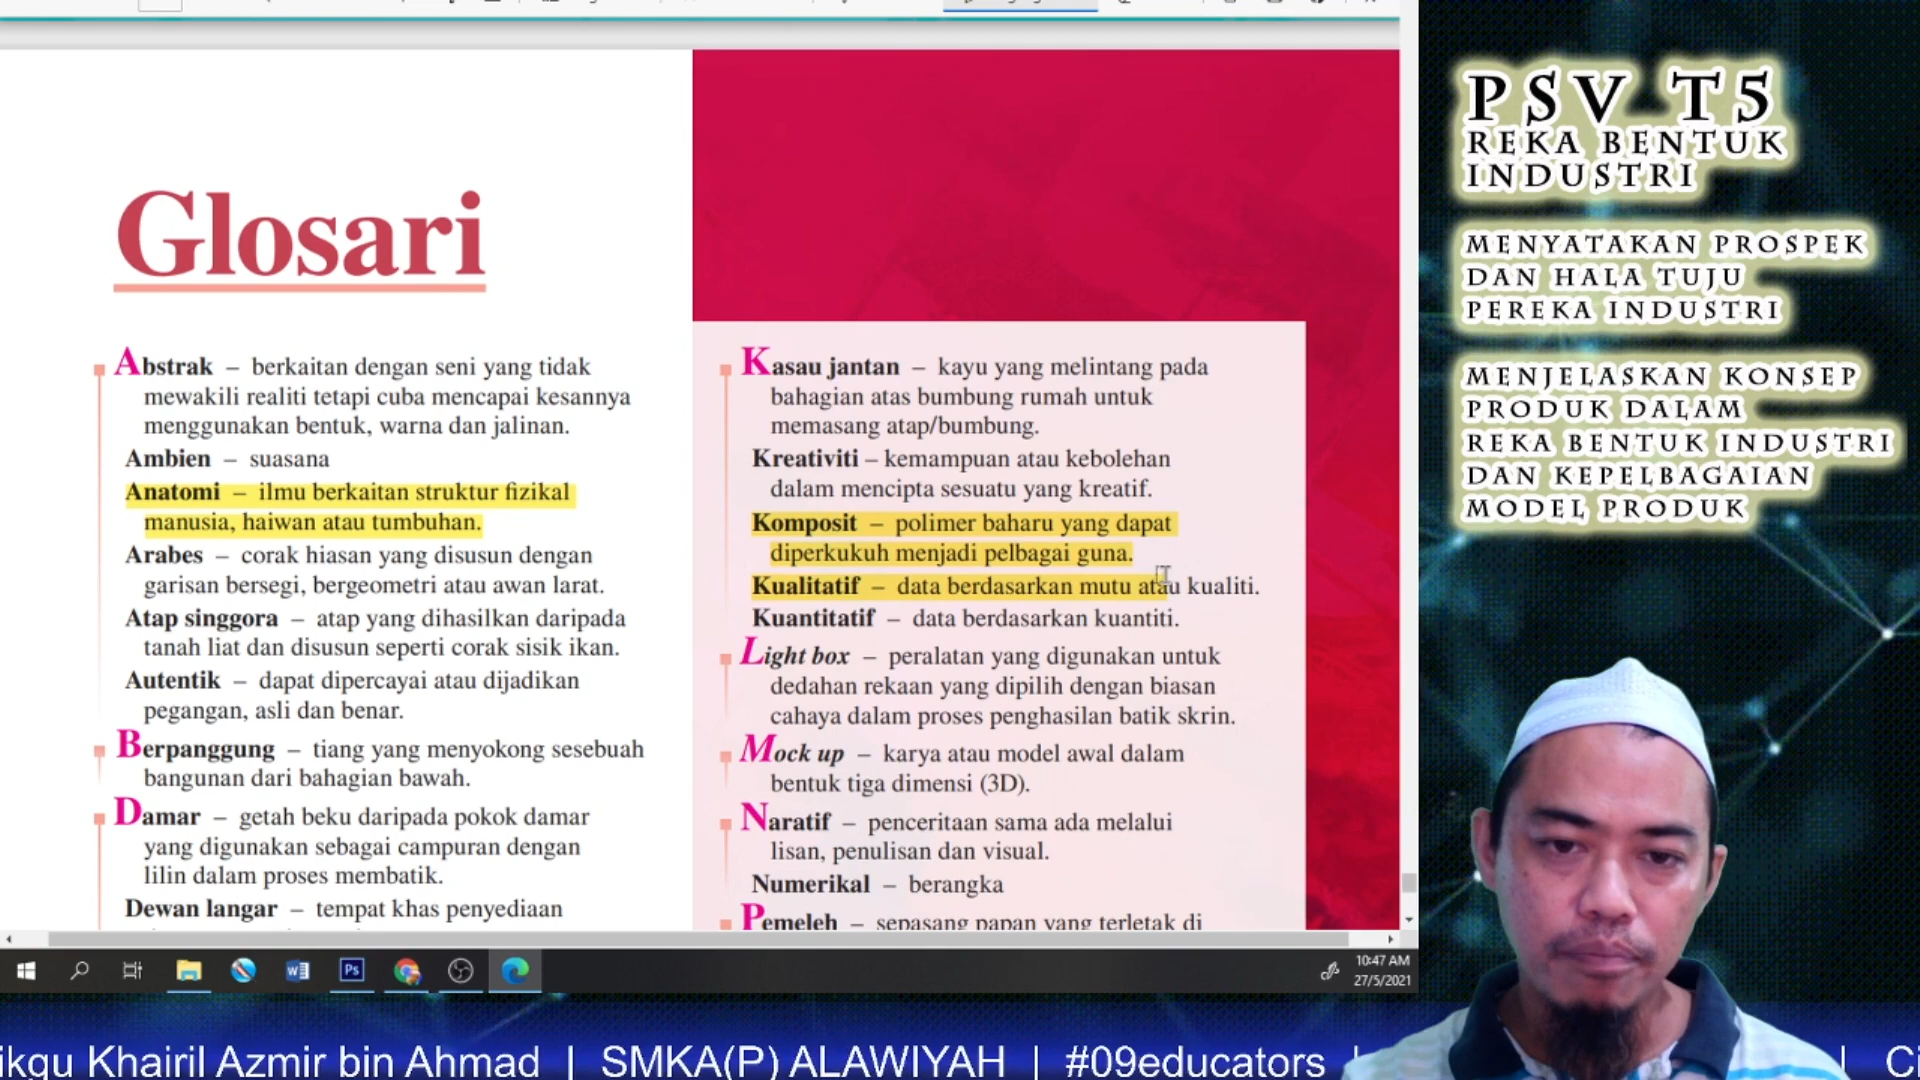 Glosari
Abstrak – berkaitan dengan seni yang tidak
mewakili realiti tetapi cuba mencapai kesannya
menggunakan bentuk, warna dan jalinan.
Ambien – suasana
Anatomi – ilmu berkaitan struktur fizikal
manusia, haiwan atau tumbuhan.
Arabes – corak hiasan yang disusun dengan
garisan bersegi, bergeometri atau awan larat.
Atap singgora – atap yang dihasilkan daripada
tanah liat dan disusun seperti corak sisik ikan.
Autentik – dapat dipercayai atau dijadikan
pegangan, asli dan benar.
Berpanggung – tiang yang menyokong sesebuah
bangunan dari bahagian bawah.
Damar – getah beku daripada pokok damar
yang digunakan sebagai campuran dengan
lilin dalam proses membatik.
Dewan langar – tempat khas penyediaan
Kasau jantan – kayu yang melintang pada
bahagian atas bumbung rumah untuk
memasang atap/bumbung.
Kreativiti – kemampuan atau kebolehan
dalam mencipta sesuatu yang kreatif.
Komposit – polimer baharu yang dapat
diperkukuh menjadi pelbagai guna.
Kualitatif – data berdasarkan mutu atau kualiti.
Kuantitatif – data berdasarkan kuantiti.
Light box – peralatan yang digunakan untuk
dedahan rekaan yang dipilih dengan biasan
cahaya dalam proses penghasilan batik skrin.
Mock up – karya atau model awal dalam
bentuk tiga dimensi (3D).
Naratif – penceritaan sama ada melalui
lisan, penulisan dan visual.
Numerikal – berangka
Pemeleh – sepasang papan yang terletak di
PSV T5
REKA BENTUK
INDUSTRI
MENYATAKAN PROSPEK
DAN HALA TUJU
PEREKA INDUSTRI
MENJELASKAN KONSEP
PRODUK DALAM
REKA BENTUK INDUSTRI
DAN KEPELBAGAIAN
MODEL PRODUK
Ps
10:47 AM
27/5/2021
ikgu Khairil Azmir bin Ahmad | SMKA(P) ALAWIYAH | #09educators | | Ci